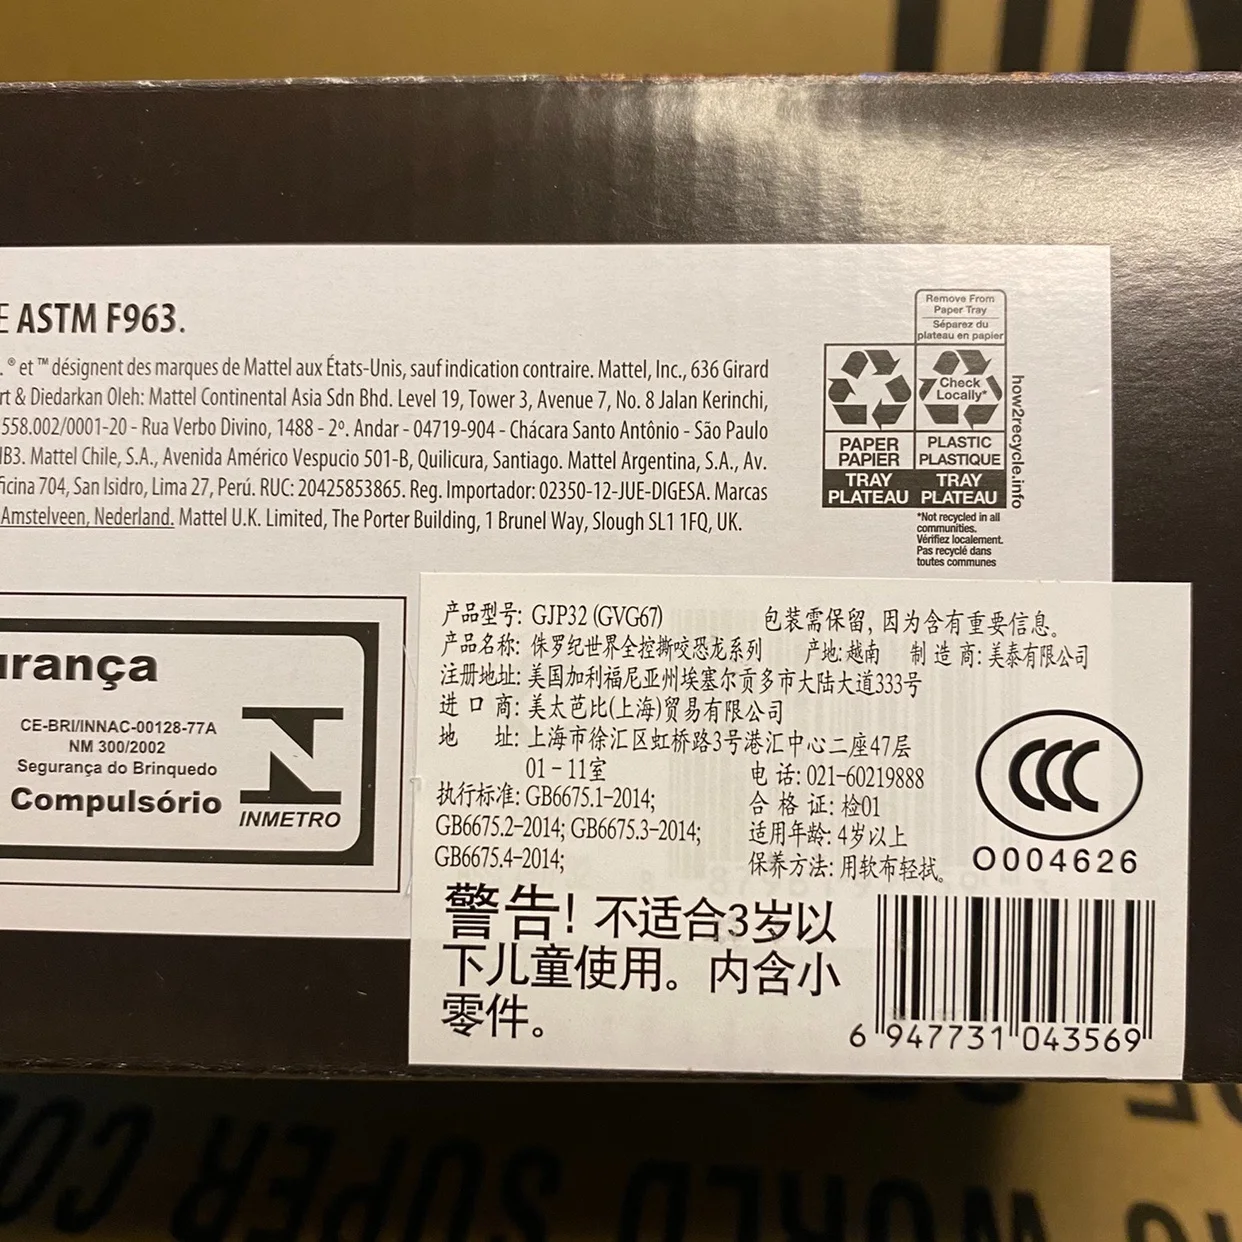 E ASTM F963.
. ® et ™ désignent des marques de Mattel aux États-Unis, sauf indication contraire. Mattel, Inc., 636 Girard
rt & Diedarkan Oleh: Mattel Continental Asia Sdn Bhd. Level 19, Tower 3, Avenue 7, No. 8 Jalan Kerinchi,
558.002/0001-20 - Rua Verbo Divino, 1488 - 2º. Andar - 04719-904 - Chácara Santo Antônio - São Paulo
IB3. Mattel Chile, S.A., Avenida Américo Vespucio 501-B, Quilicura, Santiago. Mattel Argentina, S.A., Av.
ficina 704, San Isidro, Lima 27, Perú. RUC: 20425853865. Reg. Importador: 02350-12-JUE-DIGESA. Marcas
Amstelveen, Nederland. Mattel U.K. Limited, The Porter Building, 1 Brunel Way, Slough SL1 1FQ, UK.
Remove From
Paper Tray
Séparez du
plateau en papier
Check
Locally*
PAPER
PAPIER
TRAY
PLATEAU
PLASTIC
PLASTIQUE
TRAY
PLATEAU
how2recycle.info
*Not recycled in all
communities.
Vérifiez localement.
Pas recyclé dans
toutes communes
urança
CE-BRI/INNAC-00128-77A
NM 300/2002
Segurança do Brinquedo
Compulsório
INMETRO
产品型号: GJP32 (GVG67) 包装需保留, 因为含有重要信息。
产品名称: 侏罗纪世界全控撕咬恐龙系列 产地: 越南 制造商: 美泰有限公司
注册地址: 美国加利福尼亚州埃塞尔贡多市大陆大道333号
进口商: 美太芭比(上海)贸易有限公司
地 址: 上海市徐汇区虹桥路3号港汇中心二座47层
01-11室 电话: 021-60219888
执行标准: GB6675.1-2014; 合格证: 检01
GB6675.2-2014; GB6675.3-2014; 适用年龄: 4岁以上
GB6675.4-2014; 保养方法: 用软布轻拭。
CCC
O004626
警告! 不适合3岁以
下儿童使用。内含小
零件。
6 947731 043569
WORLD SUPER CO